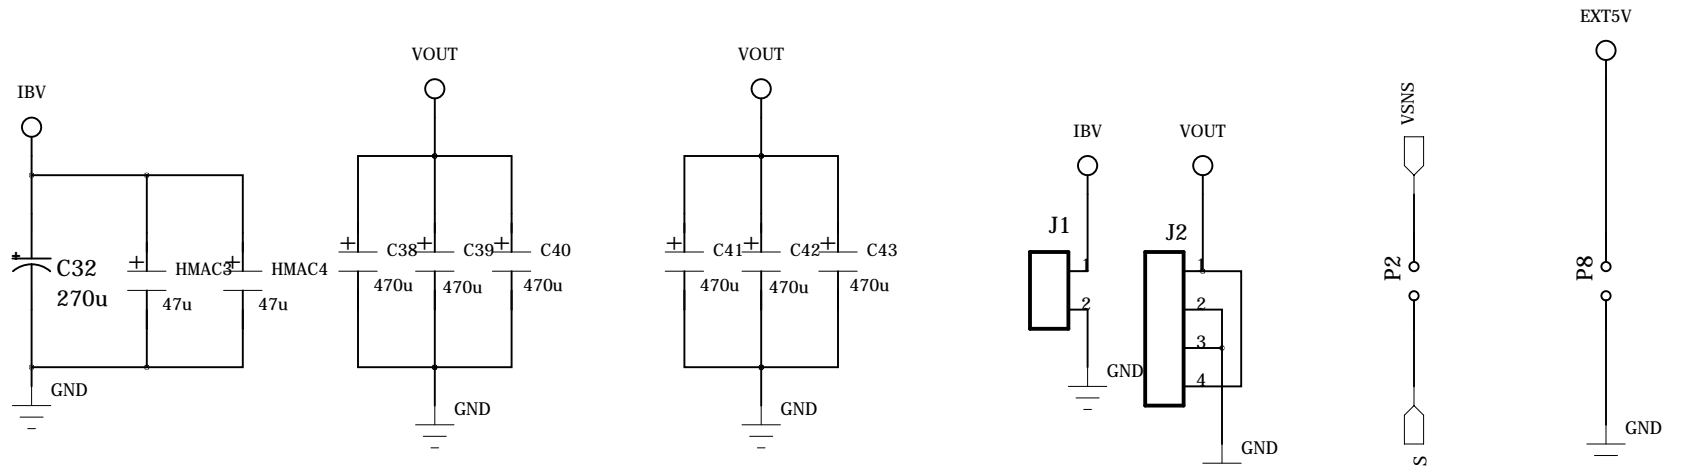 IBV
GND
+
C32
270u
+
HMAC3
47u
+
HMAC4
47u
VOUT
+
C38
470u
+
C39
470u
+
C40
470u
GND
VOUT
+
C41
470u
+
C42
470u
+
C43
470u
GND
IBV
J1
1
2
GND
VOUT
J2
1
2
3
4
GND
VSNS
P2
S
EXT5V
P8
GND